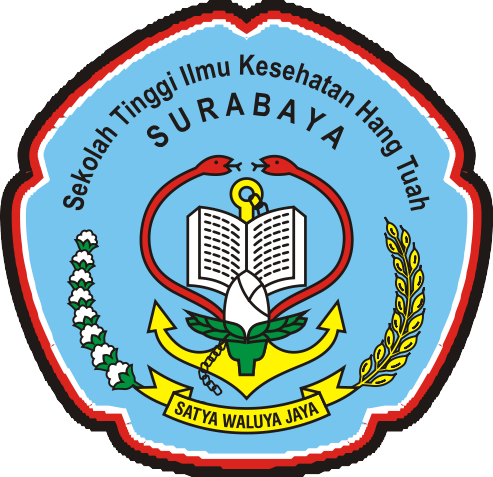 Sekolah Tinggi Ilmu Kesehatan Hang Tuah
SURABAYA
SATYA WALUYA JAYA